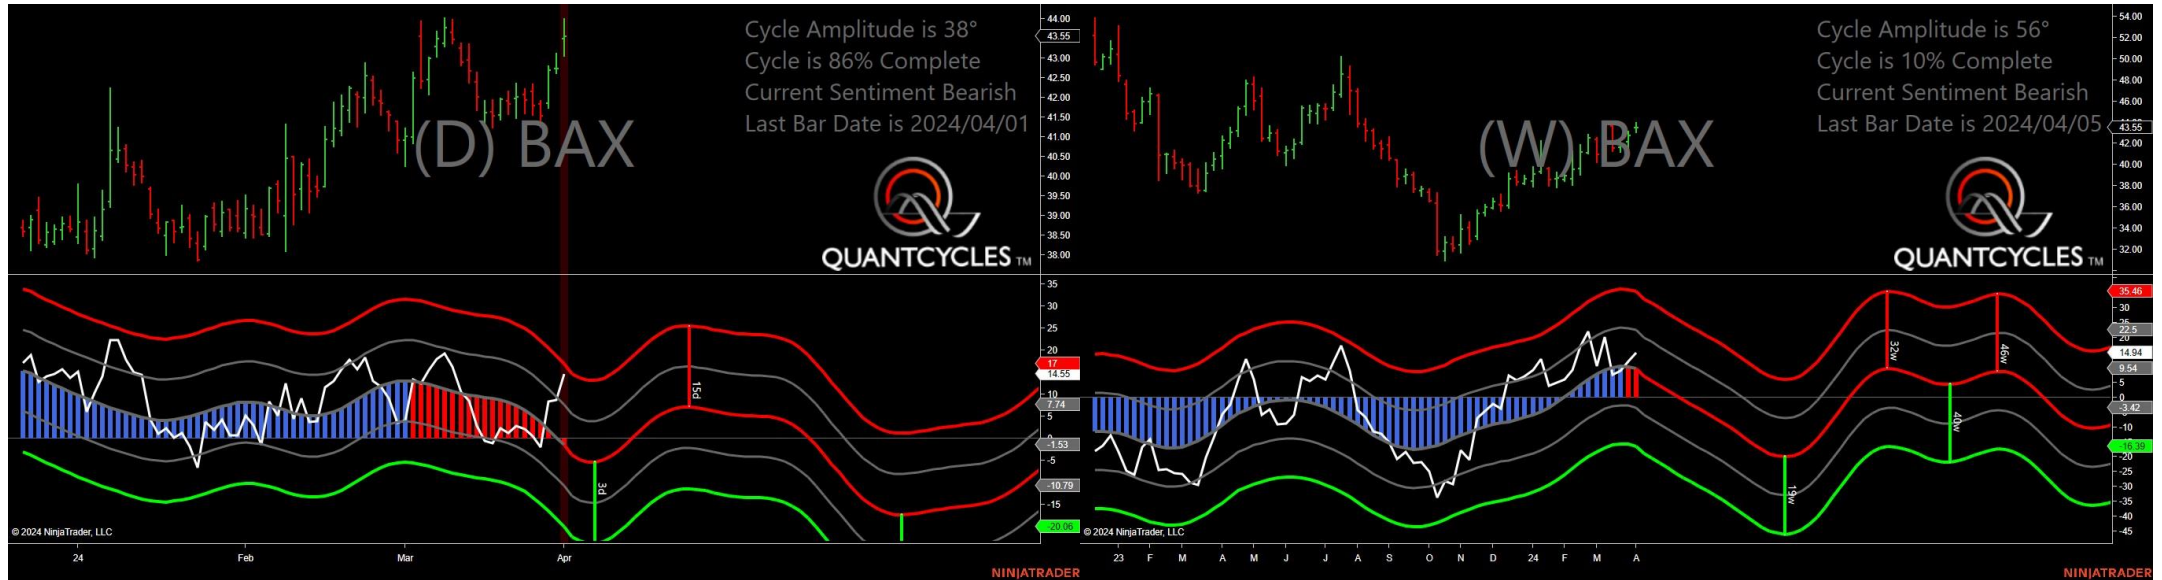 Cycle Amplitude is 38°
Cycle is 86% Complete
Current Sentiment Bearish
Last Bar Date is 2024/04/01
(D) BAX
QUANTCYCLES TM
44.00
43.55
43.00
42.50
42.00
41.50
41.00
40.50
40.00
39.50
39.00
38.50
38.00
35
30
25
20
17
14.55
10
7.74
5
-1.53
-5
-10.79
-15
-20.06
15d
3d
© 2024 NinjaTrader, LLC
24 Feb Mar Apr
NINJATRADER
Cycle Amplitude is 56°
Cycle is 10% Complete
Current Sentiment Bearish
Last Bar Date is 2024/04/05
(W) BAX
QUANTCYCLES TM
54.00
52.00
50.00
48.00
46.00
43.55
42.00
40.00
38.00
36.00
34.00
32.00
35.46
30
22.5
14.94
9.54
5
0
-3.42
-10
-16.39
-20
-25
-30
-35
-40
-45
32w
46w
40w
19w
© 2024 NinjaTrader, LLC
23 F M A M J J A S O N D 24 F M A
NINJATRADER